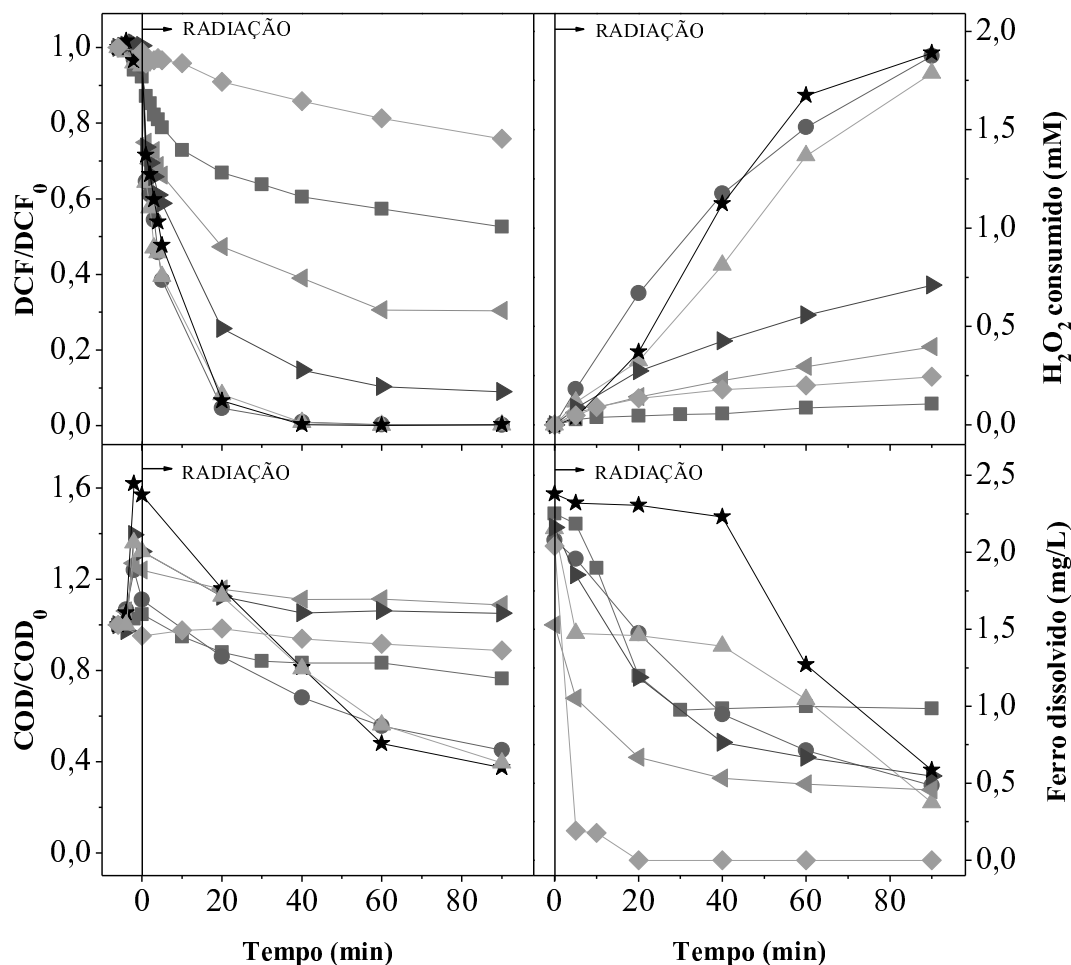 RADIAÇÃO
1,0
0,8
0,6
0,4
0,2
0,0
DCF/DCF0
RADIAÇÃO
2,0
1,5
1,0
0,5
0,0
H2O2 consumido (mM)
RADIAÇÃO
1,6
1,2
0,8
0,4
0,0
COD/COD0
0 20 40 60 80
Tempo (min)
RADIAÇÃO
2,5
2,0
1,5
1,0
0,5
0,0
Ferro dissolvido (mg/L)
0 20 40 60 80
Tempo (min)